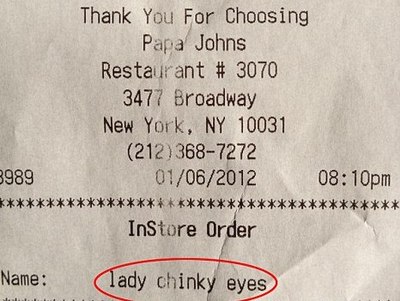 Thank You For Choosing
Papa Johns
Restaurant # 3070
3477 Broadway
New York, NY 10031
(212)368-7272
8989 01/06/2012 08:10pm
****************************************
InStore Order
Name: lady chinky eyes